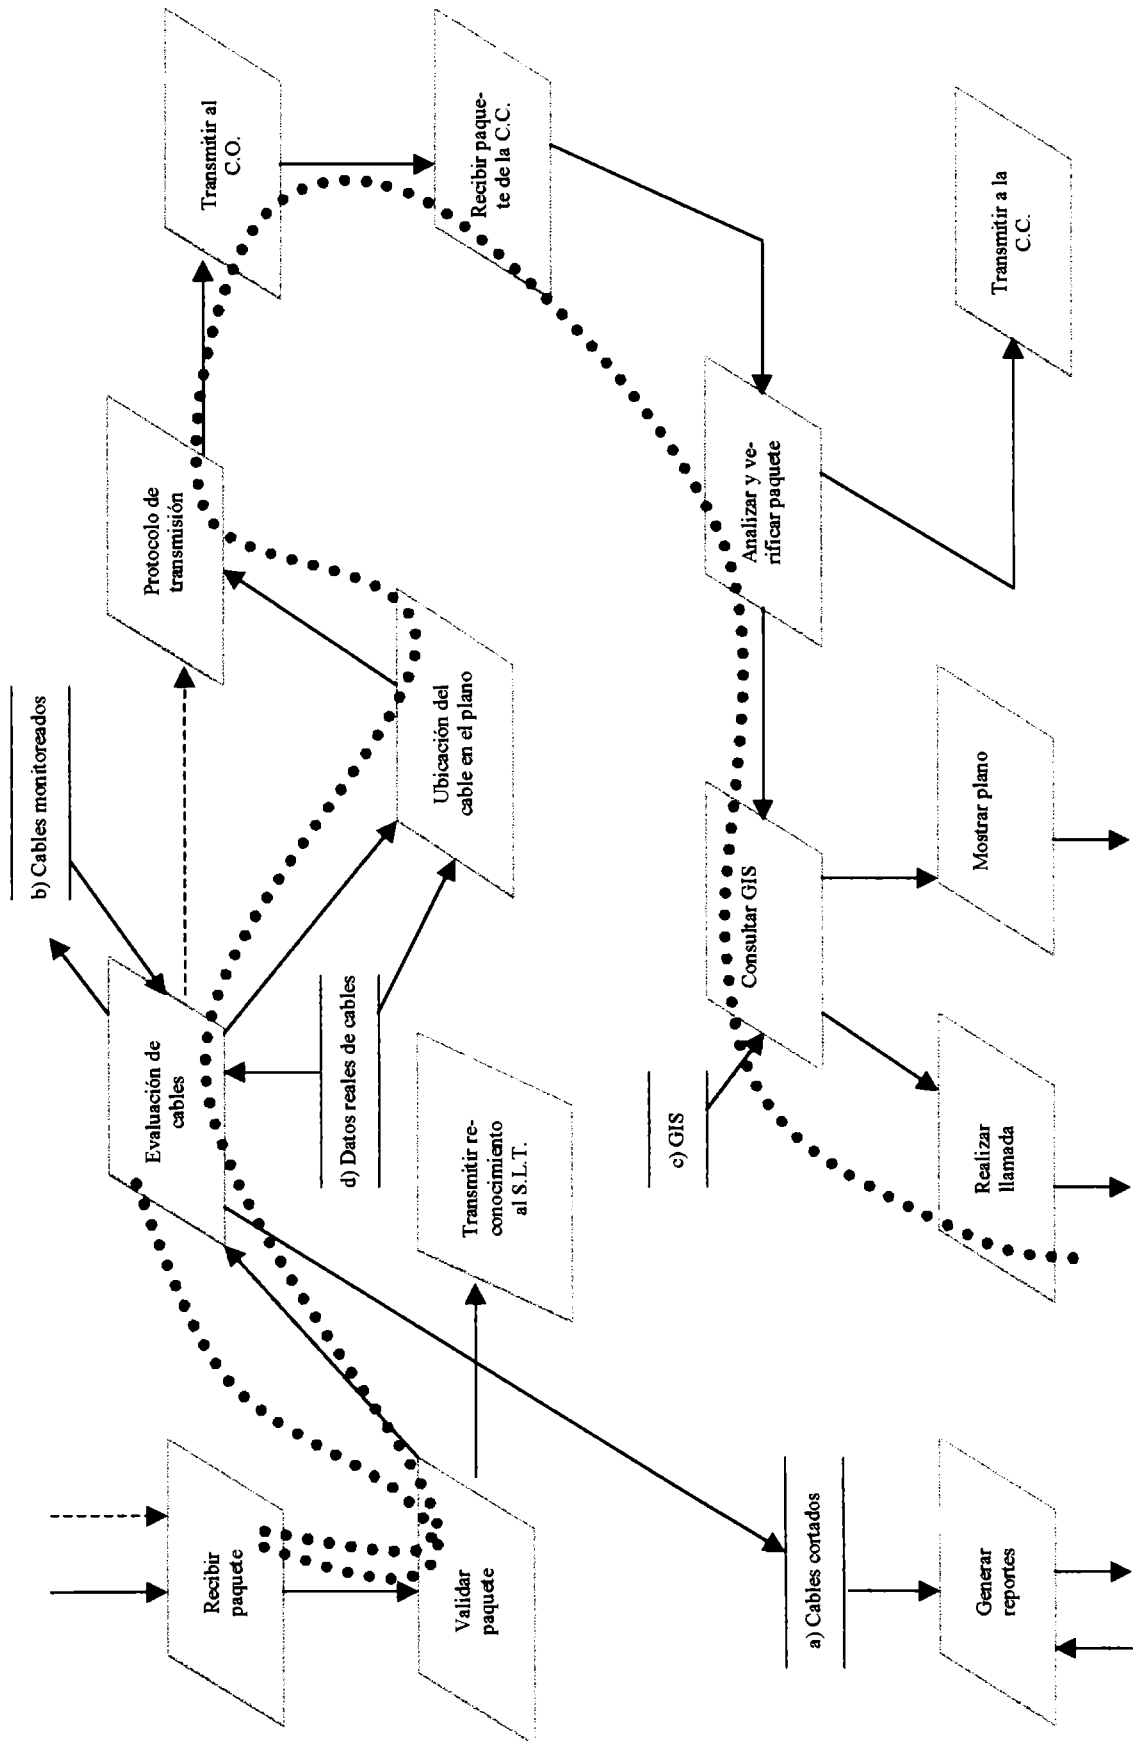 b) Cables monitoreados
Recibir
paquete
Evaluación de
cables
Protocolo de
transmisión
Transmitir al
C.O.
d) Datos reales de cables
Validar
paquete
Transmitir re-
conocimiento
al S.L.T.
Ubicación del
cable en el plano
Recibir paque-
te de la C.C.
c) GIS
Consultar GIS
Analizar y ve-
rificar paquete
a) Cables cortados
Generar
reportes
Realizar
llamada
Mostrar plano
Transmitir a la
C.C.